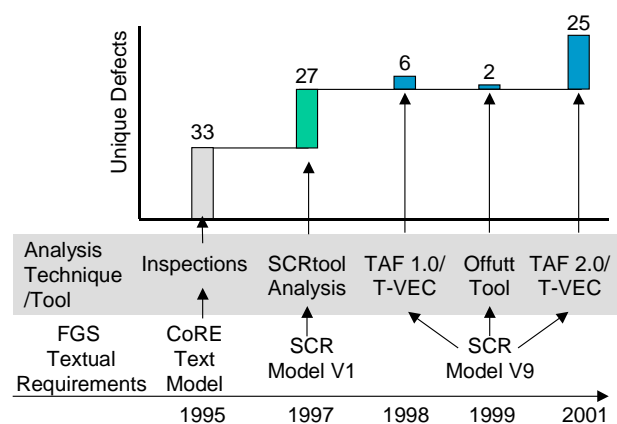 Unique Defects
33
27
6
2
25
Analysis
Technique
/Tool
Inspections
SCRtool
Analysis
TAF 1.0/
T-VEC
Offutt
Tool
TAF 2.0/
T-VEC
FGS
Textual
Requirements
CoRE
Text
Model
SCR
Model V1
SCR
Model V9
1995
1997
1998
1999
2001